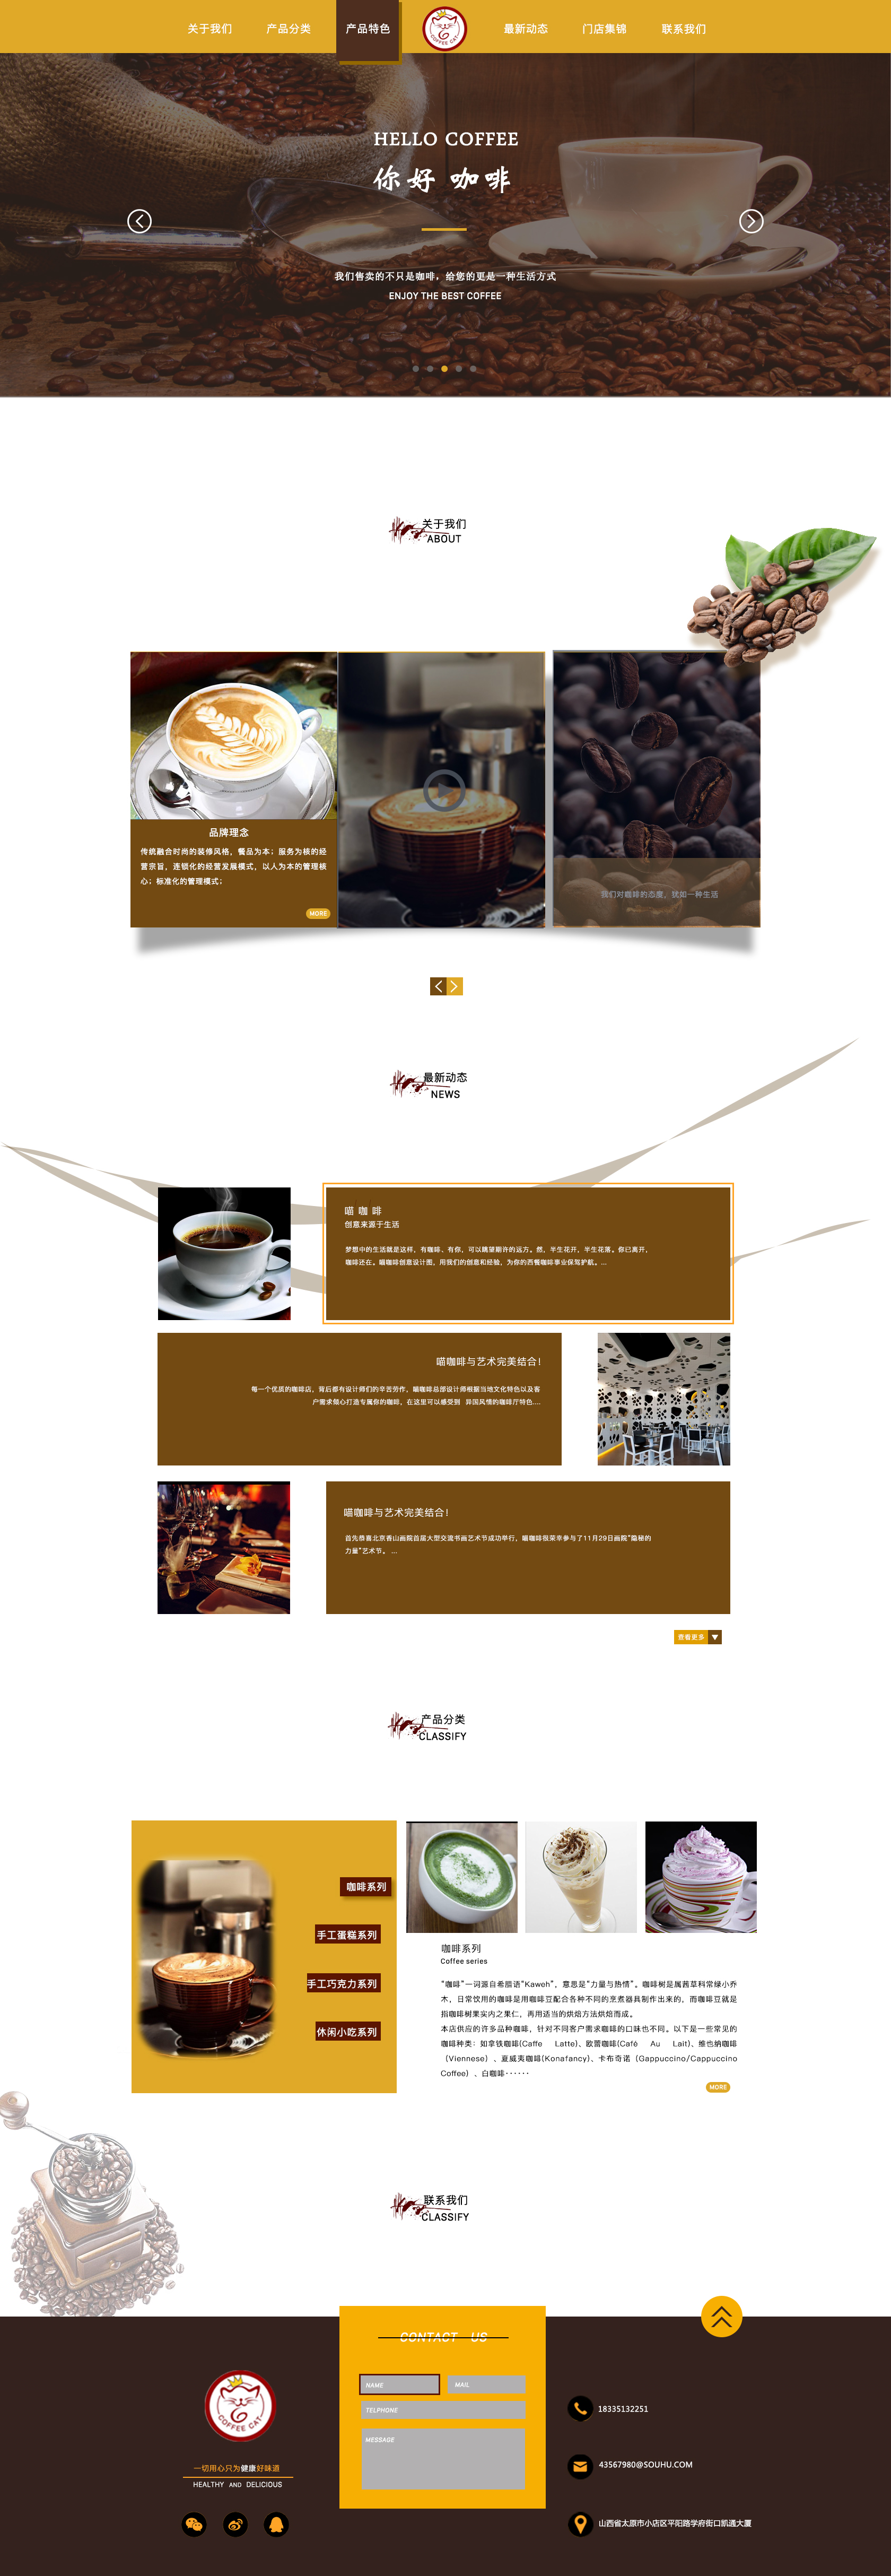 关于我们
产品分类
产品特色
COFFEE CAT
最新动态
门店集锦
联系我们
HELLO COFFEE
你好 咖啡
我们售卖的不只是咖啡，给您的更是一种生活方式
ENJOY THE BEST COFFEE
关于我们
ABOUT
品牌理念
传统融合时尚的装修风格，餐品为本；服务为核的经
营宗旨，连锁化的经营发展模式，以人为本的管理核
心；标准化的管理模式；
MORE
我们对咖啡的态度，犹如一种生活
最新动态
NEWS
喵 咖 啡
创意来源于生活
梦想中的生活就是这样，有咖啡、有你，可以眺望期许的远方。然，半生花开，半生花落。你已离开，
咖啡还在。喵咖啡创意设计图，用我们的创意和经验，为你的西餐咖啡事业保驾护航。...
喵咖啡与艺术完美结合！
每一个优质的咖啡店，背后都有设计师们的辛苦劳作，喵咖啡总部设计师根据当地文化特色以及客
户需求倾心打造专属你的咖啡，在这里可以感受到 异国风情的咖啡厅特色....
喵咖啡与艺术完美结合！
首先恭喜北京香山画院首届大型交流书画艺术节成功举行，喵咖啡很荣幸参与了11月29日画院“隐秘的
力量”艺术节。 ...
查看更多
产品分类
CLASSIFY
咖啡系列
手工蛋糕系列
手工巧克力系列
休闲小吃系列
咖啡系列
Coffee series
“咖啡”一词源自希腊语“Kaweh”，意思是“力量与热情”。咖啡树是属茜草科常绿小乔
木，日常饮用的咖啡是用咖啡豆配合各种不同的烹煮器具制作出来的，而咖啡豆就是
指咖啡树果实内之果仁，再用适当的烘焙方法烘焙而成。
本店供应的许多品种咖啡，针对不同客户需求咖啡的口味也不同。以下是一些常见的
咖啡种类：如拿铁咖啡(Caffe Latte)、欧蕾咖啡(Café Au Lait)、维也纳咖啡
（Viennese）、夏威夷咖啡(Konafancy)、卡布奇诺（Gappuccino/Cappuccino
Coffee）、白咖啡······
MORE
联系我们
CLASSIFY
CONTACT US
NAME
MAIL
TELPHONE
MESSAGE
COFFEE CAT
一切用心只为健康好味道
HEALTHY AND DELICIOUS
18335132251
43567980@SOUHU.COM
山西省太原市小店区平阳路学府街口凯通大厦